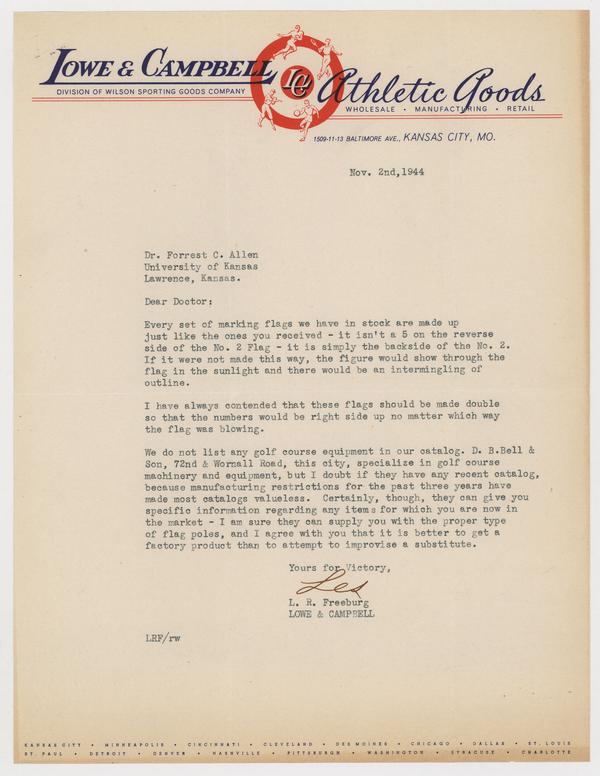 LOWE & CAMPBELL Athletic Goods
LC
DIVISION OF WILSON SPORTING GOODS COMPANY
WHOLESALE • MANUFACTURING • RETAIL
1509-11-13 BALTIMORE AVE., KANSAS CITY, MO.
Nov. 2nd,1944
Dr. Forrest C. Allen
University of Kansas
Lawrence, Kansas.
Dear Doctor:
Every set of marking flags we have in stock are made up
just like the ones you received - it isn't a 5 on the reverse
side of the No. 2 Flag - it is simply the backside of the No. 2.
If it were not made this way, the figure would show through the
flag in the sunlight and there would be an intermingling of
outline.
I have always contended that these flags should be made double
so that the numbers would be right side up no matter which way
the flag was blowing.
We do not list any golf course equipment in our catalog. D. B.Bell &
Son, 72nd & Wornall Road, this city, specialize in golf course
machinery and equipment, but I doubt if they have any recent catalog,
because manufacturing restrictions for the past three years have
made most catalogs valueless. Certainly, though, they can give you
specific information regarding any items for which you are now in
the market - I am sure they can supply you with the proper type
of flag poles, and I agree with you that it is better to get a
factory product than to attempt to improvise a substitute.
Yours for Victory,
Les
L. R. Freeburg
LOWE & CAMPBELL
LRF/rw
KANSAS CITY • MINNEAPOLIS • CINCINNATI • CLEVELAND • DES MOINES • CHICAGO • DALLAS • ST. LOUIS
ST. PAUL • DETROIT • DENVER • NASHVILLE • PITTSBURGH • WASHINGTON • SYRACUSE • CHARLOTTE